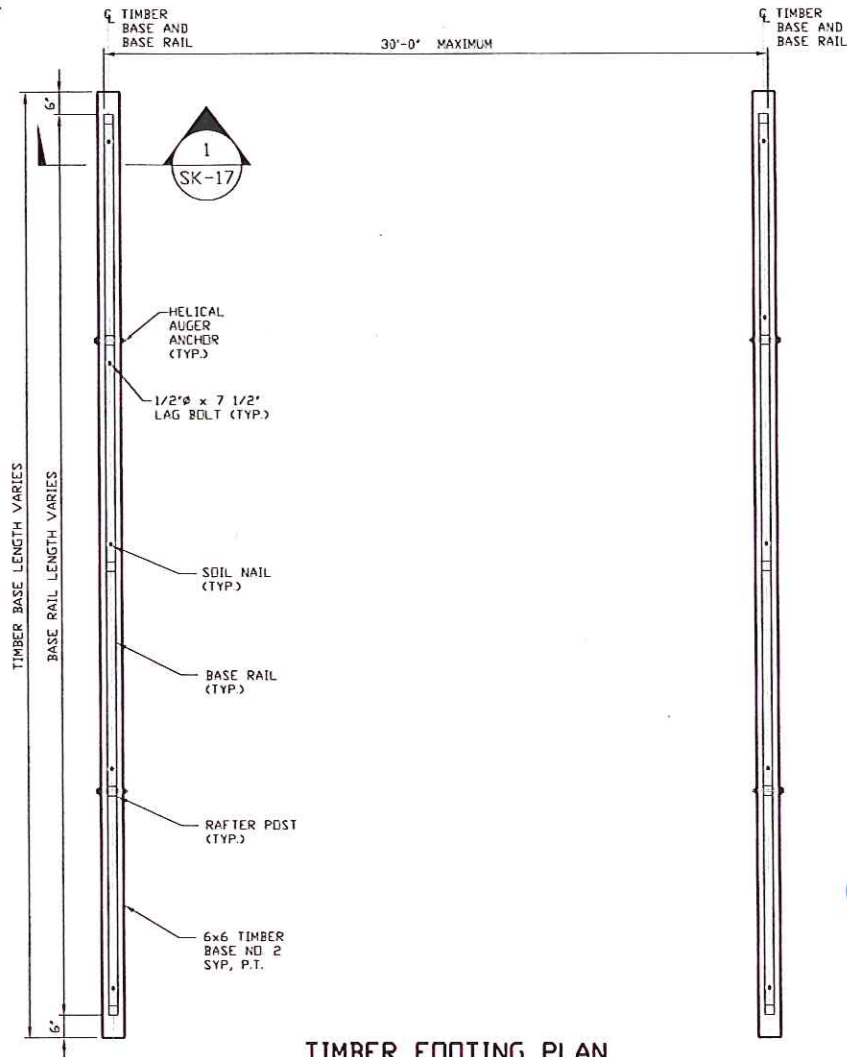 ℄ TIMBER
BASE AND
BASE RAIL
30'-0" MAXIMUM
℄ TIMBER
BASE AND
BASE RAIL
6"
1
SK-17
HELICAL
AUGER
ANCHOR
(TYP.)
1/2"ø x 7 1/2"
LAG BOLT (TYP.)
TIMBER BASE LENGTH VARIES
BASE RAIL LENGTH VARIES
SOIL NAIL
(TYP.)
BASE RAIL
(TYP.)
RAFTER POST
(TYP.)
6x6 TIMBER
BASE NO 2
SYP, P.T.
6"
TIMBER FOOTING PLAN